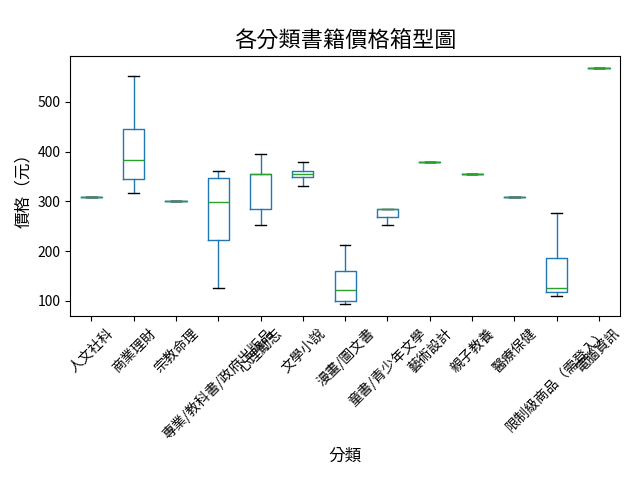 各分類書籍價格箱型圖
價格（元）
500
400
300
200
100
人文社科
商業理財
宗教命理
專業/教科書/政府出版品
心理勵志
文學小說
漫畫/圖文書
童書/青少年文學
藝術設計
親子教養
醫療保健
限制級商品（需登入）
電腦資訊
分類